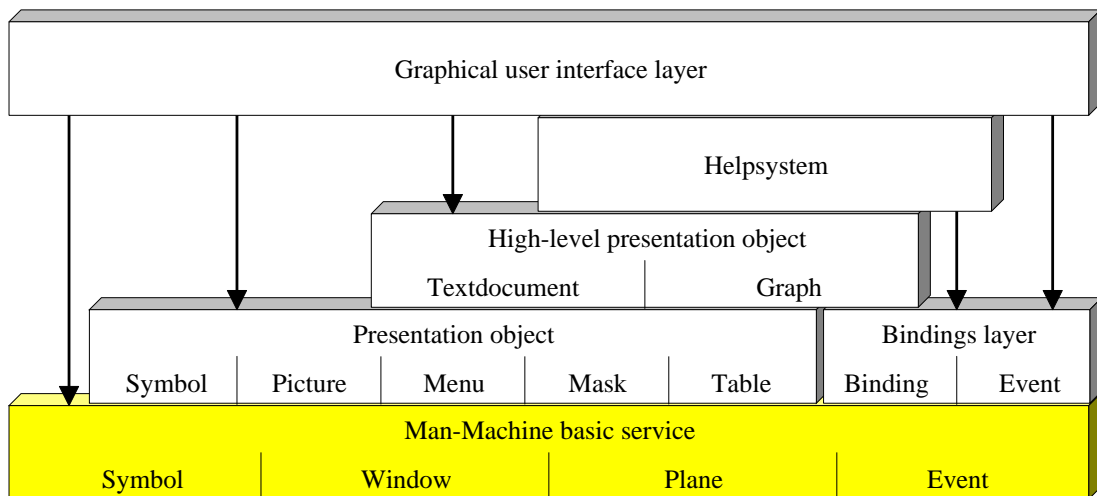 Graphical user interface layer
Helpsystem
High-level presentation object
Textdocument Graph
Presentation object Bindings layer
Symbol Picture Menu Mask Table Binding Event
Man-Machine basic service
Symbol Window Plane Event